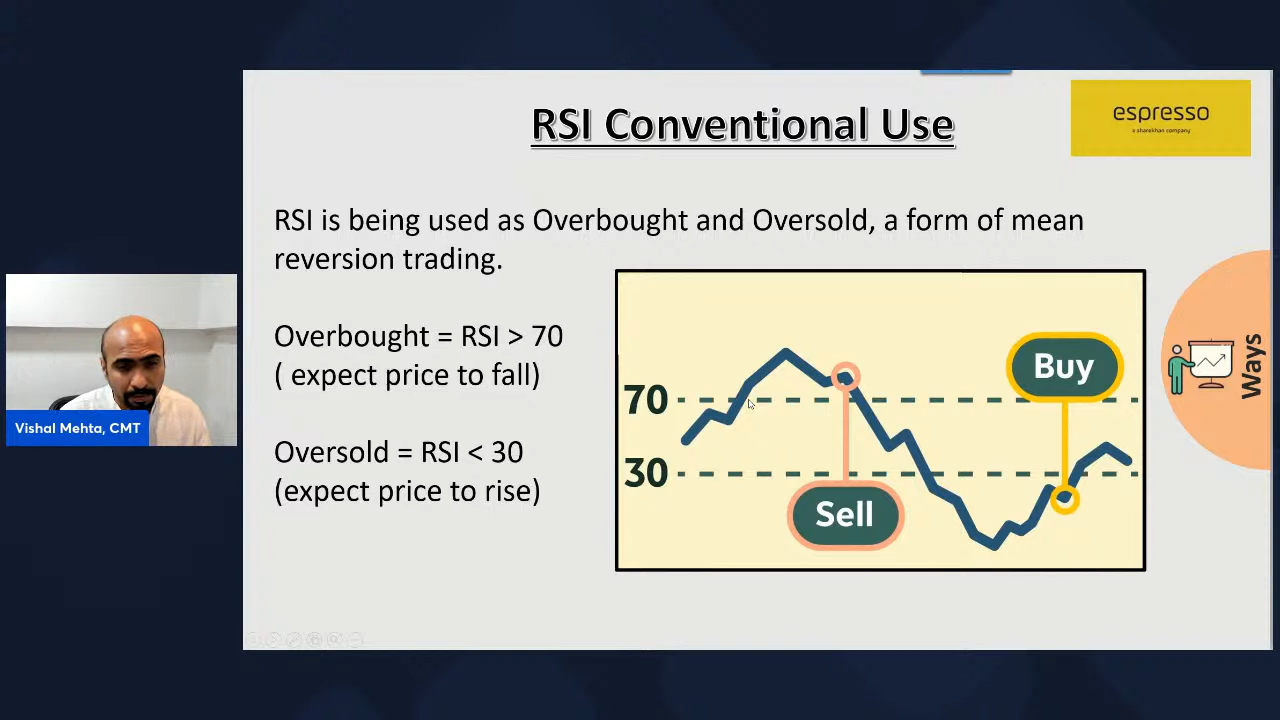 RSI Conventional Use
espresso
a sharekhan company
RSI is being used as Overbought and Oversold, a form of mean
reversion trading.
Overbought = RSI > 70
( expect price to fall)
Oversold = RSI < 30
(expect price to rise)
70
30
Sell
Buy
Ways
Vishal Mehta, CMT